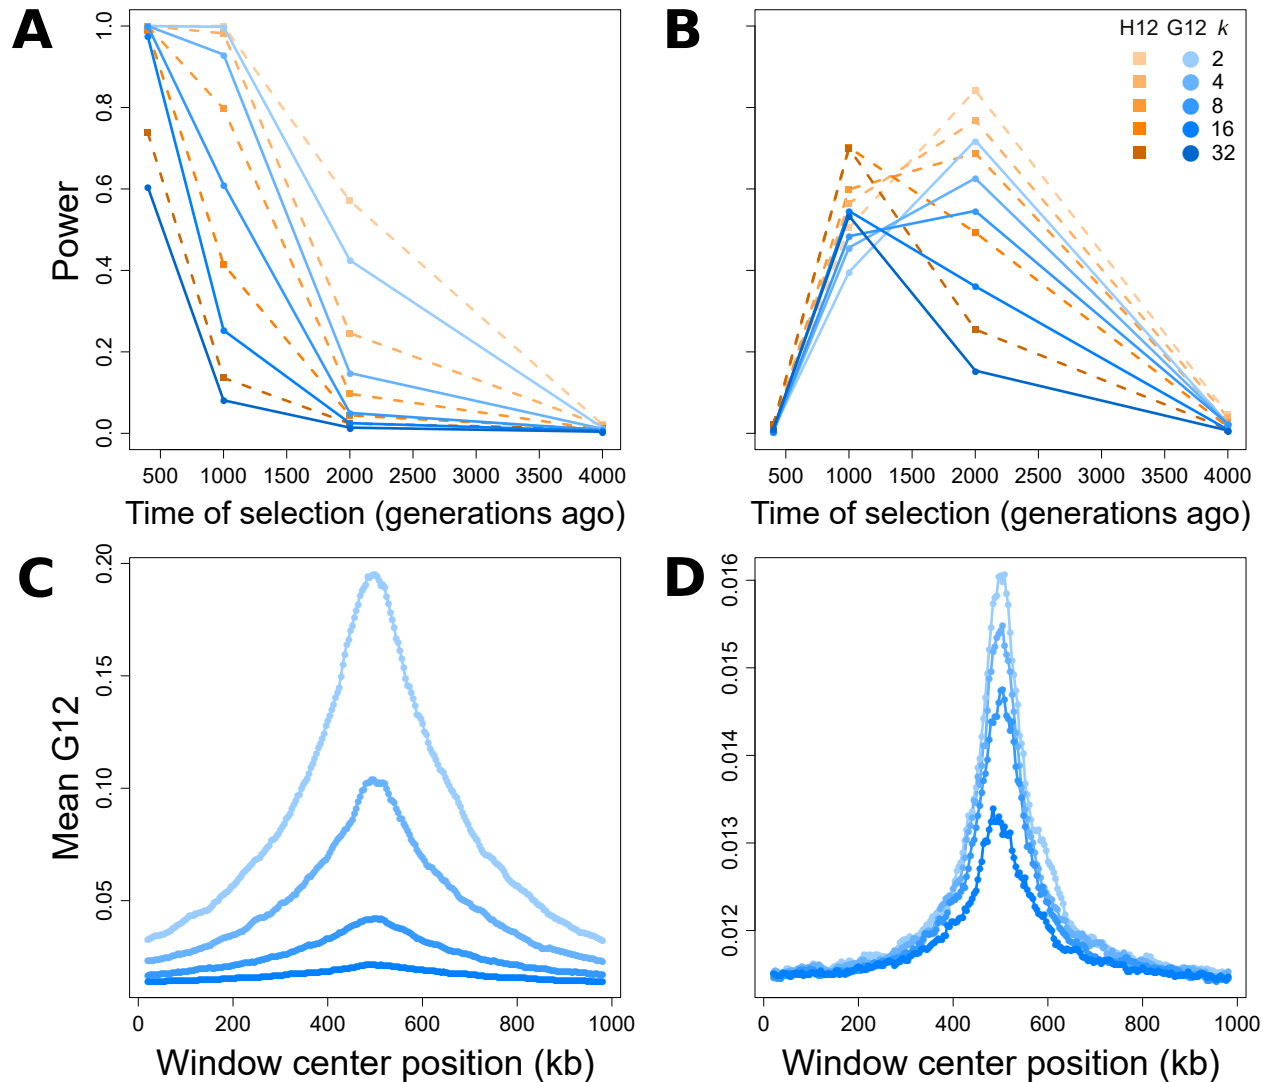 A
Power
1.0
0.8
0.6
0.4
0.2
0.0
500 1000 1500 2000 2500 3000 3500 4000
Time of selection (generations ago)
B
H12 G12 k
2
4
8
16
32
500 1000 1500 2000 2500 3000 3500 4000
Time of selection (generations ago)
C
Mean G12
0.20
0.15
0.10
0.05
0 200 400 600 800 1000
Window center position (kb)
D
0.016
0.015
0.014
0.013
0.012
0 200 400 600 800 1000
Window center position (kb)